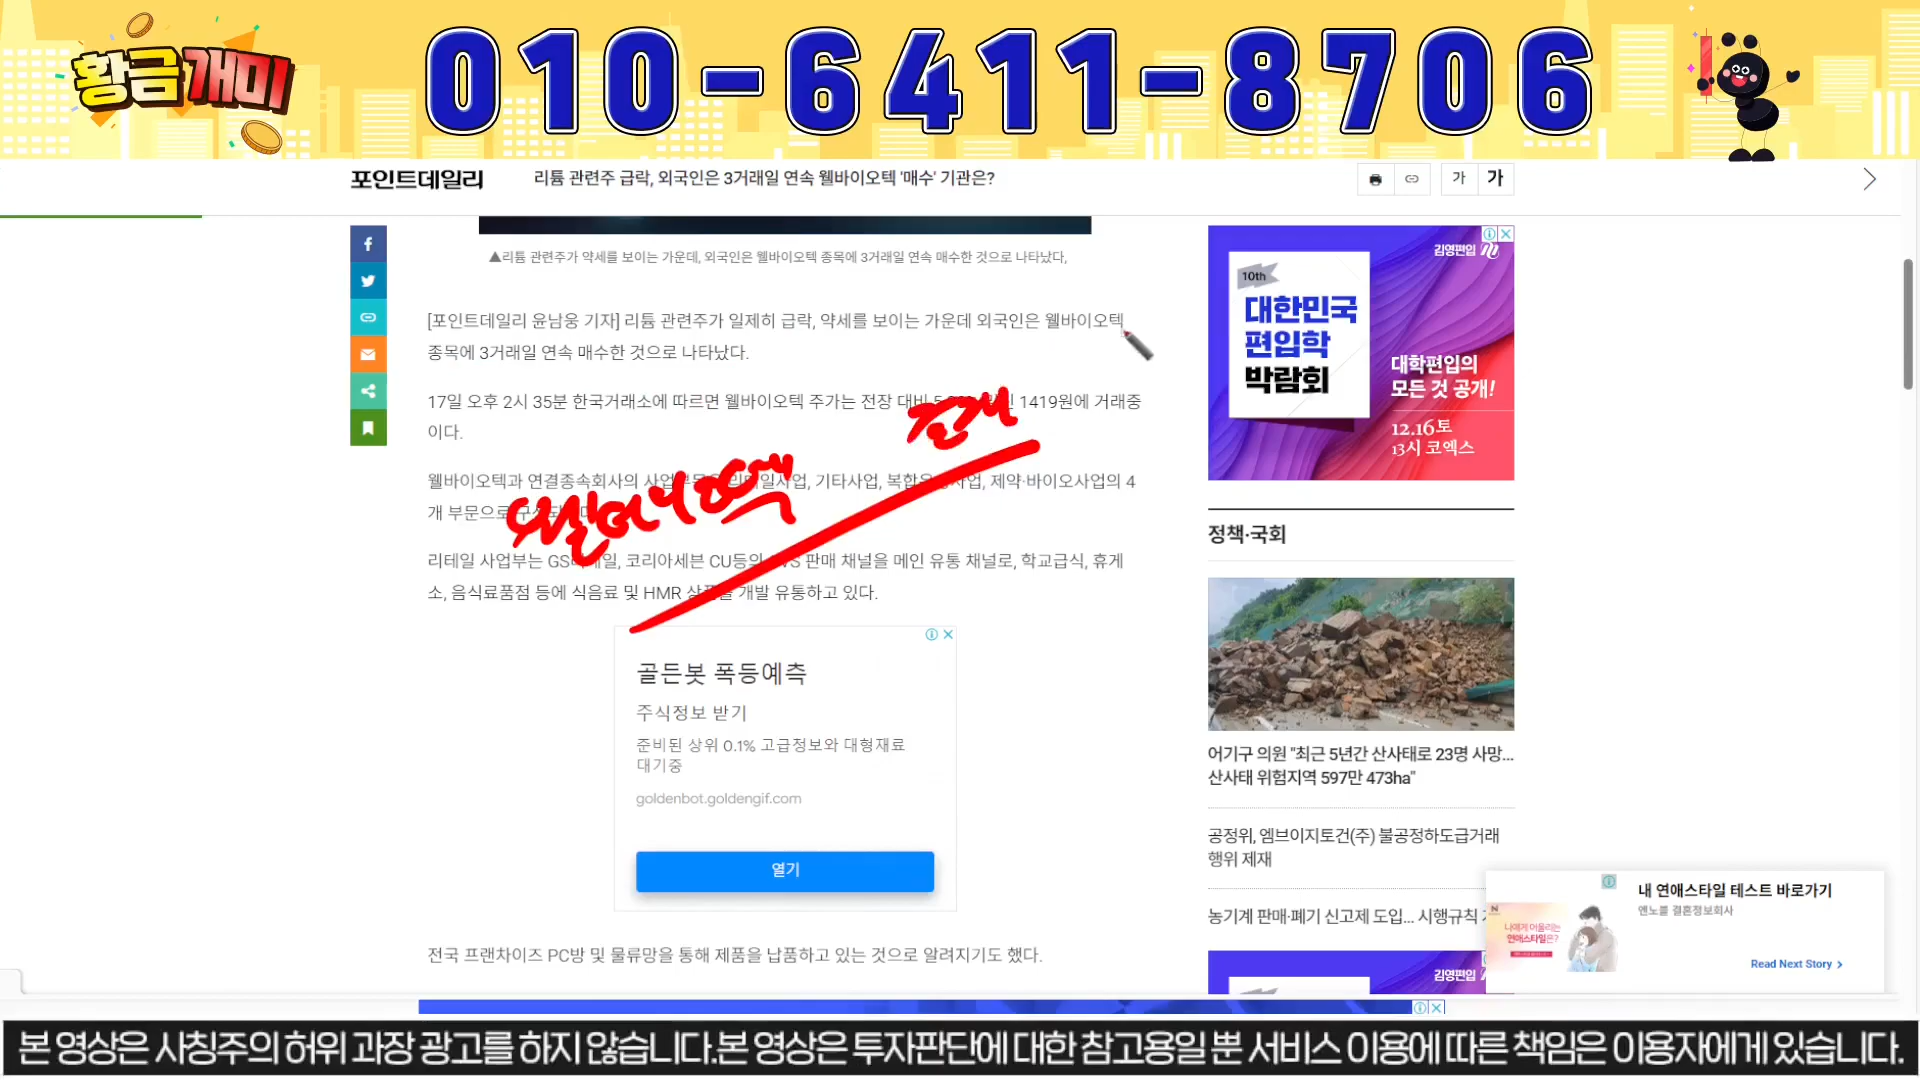 황금개미
010-6411-8706
포인트데일리
리튬 관련주 급락, 외국인은 3거래일 연속 웰바이오텍 '매수' 기관은?
가 가
▲리튬 관련주가 약세를 보이는 가운데, 외국인은 웰바이오텍 종목에 3거래일 연속 매수한 것으로 나타났다,
[포인트데일리 윤남웅 기자] 리튬 관련주가 일제히 급락, 약세를 보이는 가운데 외국인은 웰바이오텍
종목에 3거래일 연속 매수한 것으로 나타났다.
17일 오후 2시 35분 한국거래소에 따르면 웰바이오텍 주가는 전장 대비 1419원에 거래중
이다.
웰바이오텍과 연결종속회사의 기타사업, 제약·바이오사업의 4
개 부문으로
리테일 사업부는 코리아세븐 CU등의 판매 채널을 메인 유통 채널로, 학교급식, 휴게
소, 음식료품점 등에 식음료 및 HMR 개발 유통하고 있다.
웰바이오텍
골든봇 폭등예측
주식정보 받기
준비된 상위 0.1% 고급정보와 대형재료
대기중
goldenbot.goldengif.com
열기
전국 프랜차이즈 PC방 및 물류망을 통해 제품을 납품하고 있는 것으로 알려지기도 했다.
김영편입
10th
대한민국
편입학
박람회
대학편입의
모든 것 공개!
12.16토
13시 코엑스
정책·국회
어기구 의원 "최근 5년간 산사태로 23명 사망...
산사태 위험지역 597만 473ha"
공정위, 엠브이지토건(주) 불공정하도급거래
행위 제재
농기계 판매·폐기 신고제 도입... 시행규칙
김영편입
나에게 어울리는
연애스타일은?
내 연애스타일 테스트 바로가기
엔노블 결혼정보회사
Read Next Story
본 영상은 사칭주의 허위 과장 광고를 하지 않습니다.본 영상은 투자판단에 대한 참고용일 뿐 서비스 이용에 따른 책임은 이용자에게 있습니다.